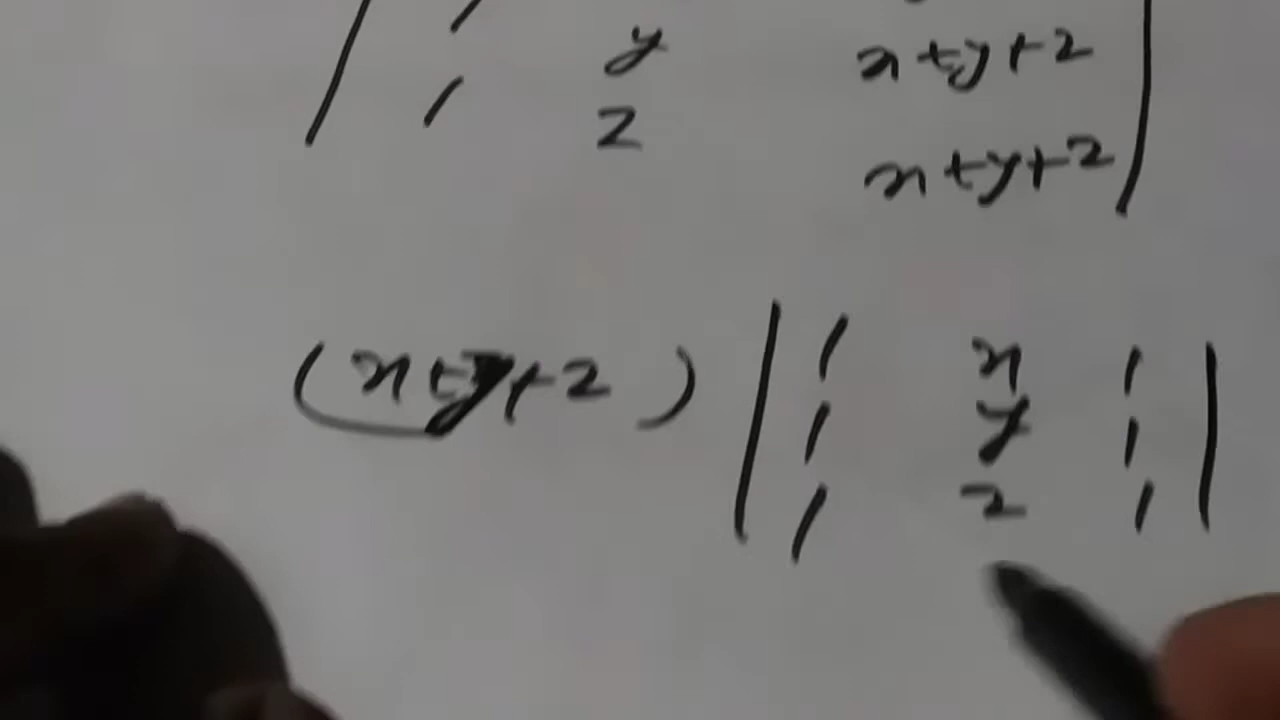 1
y x+y+z
1 z
x+y+z
(x+y+z) | 1 x 1 |
1 y 1
1 z 1